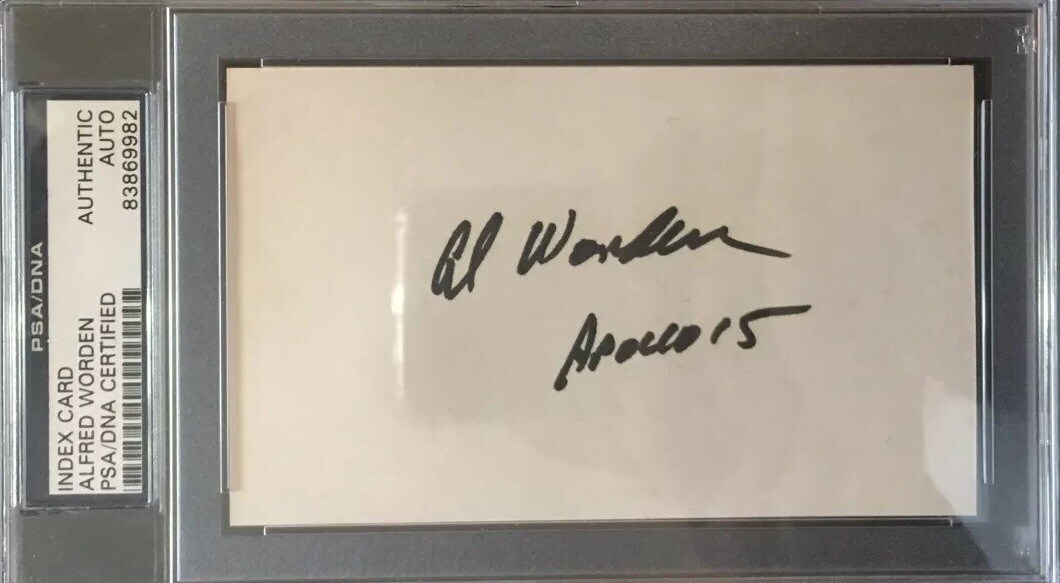 PSA/DNA
INDEX CARD
ALFRED WORDEN
PSA/DNA CERTIFIED
AUTHENTIC
AUTO
83869982
Al Worden
Apollo 15